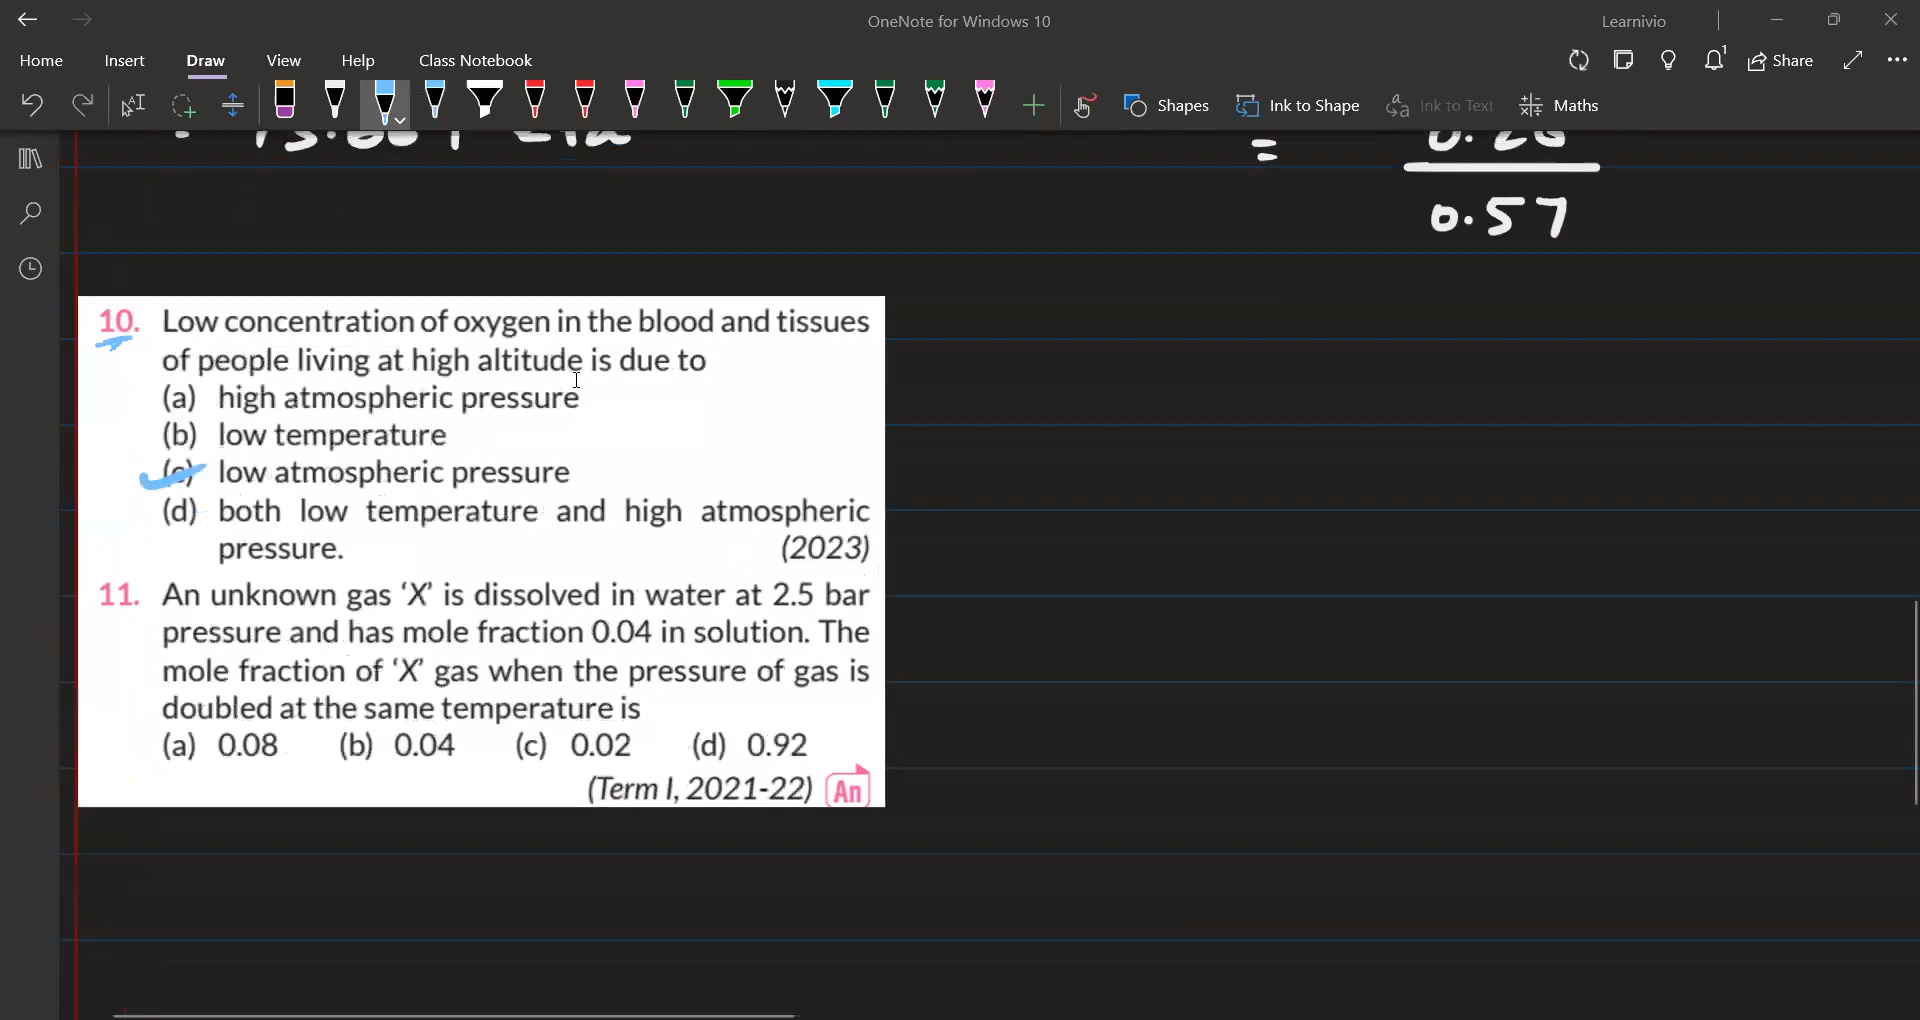 OneNote for Windows 10
Learnivio
Home Insert Draw View Help Class Notebook
1 Share
Shapes Ink to Shape Ink to Text Maths
=
0.57
10. Low concentration of oxygen in the blood and tissues
of people living at high altitude is due to
(a) high atmospheric pressure
(b) low temperature
(c) low atmospheric pressure
(d) both low temperature and high atmospheric
pressure. (2023)
11. An unknown gas ‘X’ is dissolved in water at 2.5 bar
pressure and has mole fraction 0.04 in solution. The
mole fraction of ‘X’ gas when the pressure of gas is
doubled at the same temperature is
(a) 0.08 (b) 0.04 (c) 0.02 (d) 0.92
(Term I, 2021-22) An